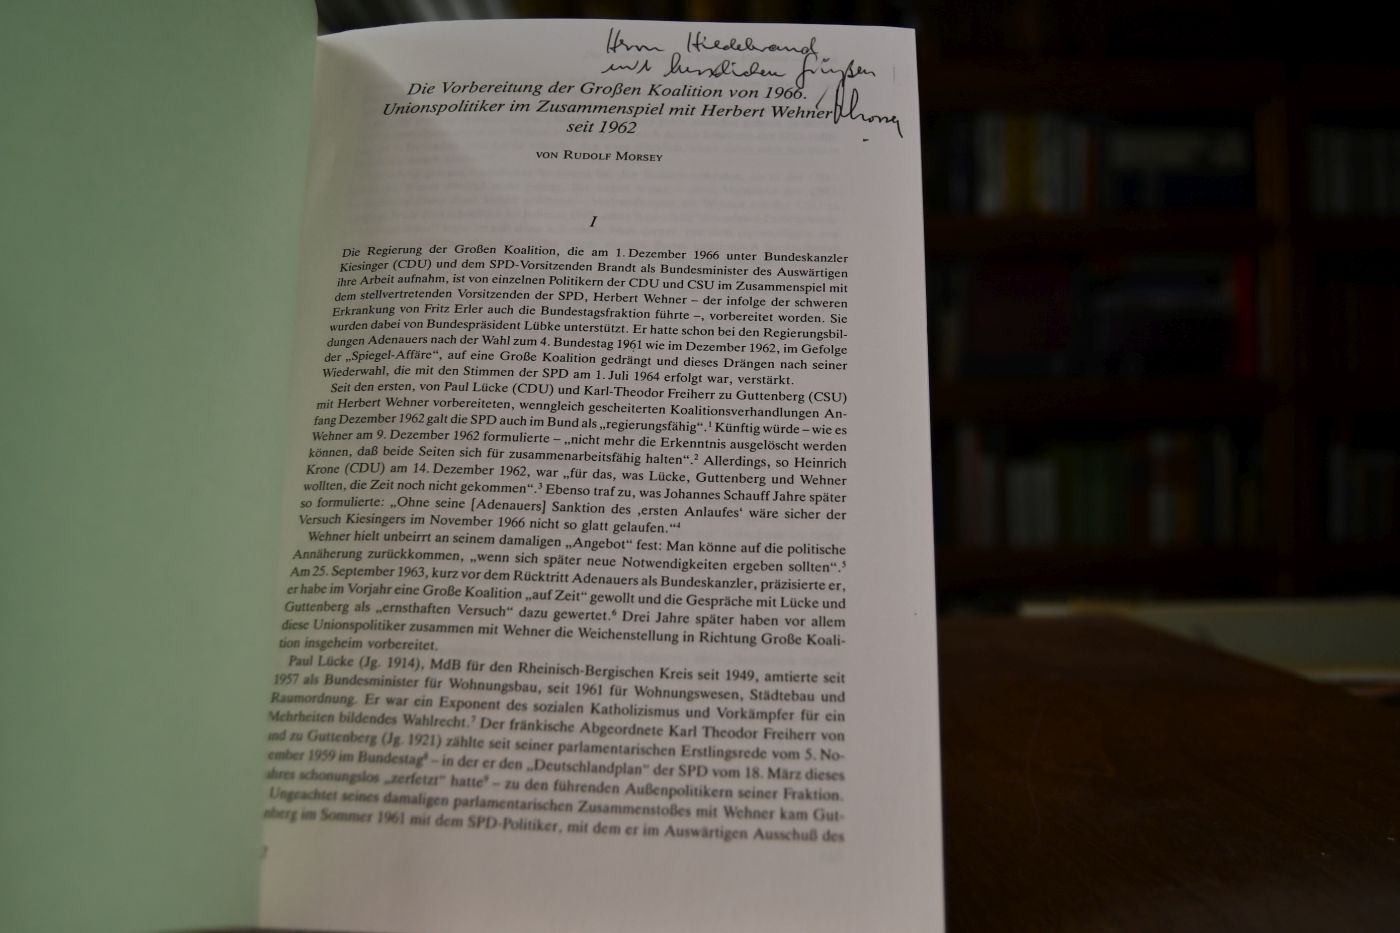 Herrn Hildebrand
mit herzlichen Grüßen
RMorsey
Die Vorbereitung der Großen Koalition von 1966.
Unionspolitiker im Zusammenspiel mit Herbert Wehner
seit 1962
VON RUDOLF MORSEY
I
Die Regierung der Großen Koalition, die am 1. Dezember 1966 unter Bundeskanzler
Kiesinger (CDU) und dem SPD-Vorsitzenden Brandt als Bundesminister des Auswärtigen
ihre Arbeit aufnahm, ist von einzelnen Politikern der CDU und CSU im Zusammenspiel mit
dem stellvertretenden Vorsitzenden der SPD, Herbert Wehner – der infolge der schweren
Erkrankung von Fritz Erler auch die Bundestagsfraktion führte –, vorbereitet worden. Sie
wurden dabei von Bundespräsident Lübke unterstützt. Er hatte schon bei den Regierungsbil-
dungen Adenauers nach der Wahl zum 4. Bundestag 1961 wie im Dezember 1962, im Gefolge
der „Spiegel-Affäre“, auf eine Große Koalition gedrängt und dieses Drängen nach seiner
Wiederwahl, die mit den Stimmen der SPD am 1. Juli 1964 erfolgt war, verstärkt.
Seit den ersten, von Paul Lücke (CDU) und Karl-Theodor Freiherr zu Guttenberg (CSU)
mit Herbert Wehner vorbereiteten, wenngleich gescheiterten Koalitionsverhandlungen An-
fang Dezember 1962 galt die SPD auch im Bund als „regierungsfähig“.¹ Künftig würde – wie es
Wehner am 9. Dezember 1962 formulierte – „nicht mehr die Erkenntnis ausgelöscht werden
können, daß beide Seiten sich für zusammenarbeitsfähig halten“.² Allerdings, so Heinrich
Krone (CDU) am 14. Dezember 1962, war „für das, was Lücke, Guttenberg und Wehner
wollten, die Zeit noch nicht gekommen“.³ Ebenso traf zu, was Johannes Schauff Jahre später
so formulierte: „Ohne seine [Adenauers] Sanktion des ‚ersten Anlaufes‘ wäre sicher der
Versuch Kiesingers im November 1966 nicht so glatt gelaufen.“⁴
Wehner hielt unbeirrt an seinem damaligen „Angebot“ fest: Man könne auf die politische
Annäherung zurückkommen, „wenn sich später neue Notwendigkeiten ergeben sollten“.⁵
Am 25. September 1963, kurz vor dem Rücktritt Adenauers als Bundeskanzler, präzisierte er,
er habe im Vorjahr eine Große Koalition „auf Zeit“ gewollt und die Gespräche mit Lücke und
Guttenberg als „ernsthaften Versuch“ dazu gewertet.⁶ Drei Jahre später haben vor allem
diese Unionspolitiker zusammen mit Wehner die Weichenstellung in Richtung Große Koali-
tion insgeheim vorbereitet.
Paul Lücke (Jg. 1914), MdB für den Rheinisch-Bergischen Kreis seit 1949, amtierte seit
1957 als Bundesminister für Wohnungsbau, seit 1961 für Wohnungswesen, Städtebau und
Raumordnung. Er war ein Exponent des sozialen Katholizismus und Vorkämpfer für ein
Mehrheiten bildendes Wahlrecht.⁷ Der fränkische Abgeordnete Karl Theodor Freiherr von
und zu Guttenberg (Jg. 1921) zählte seit seiner parlamentarischen Erstlingsrede vom 5. No-
ember 1959 im Bundestag⁸ – in der er den „Deutschlandplan“ der SPD vom 18. März dieses
ahres schonungslos „zerfetzt“ hatte⁹ – zu den führenden Außenpolitikern seiner Fraktion.
Ungeachtet seines damaligen parlamentarischen Zusammenstoßes mit Wehner kam Gut-
nberg im Sommer 1961 mit dem SPD-Politiker, mit dem er im Auswärtigen Ausschuß des